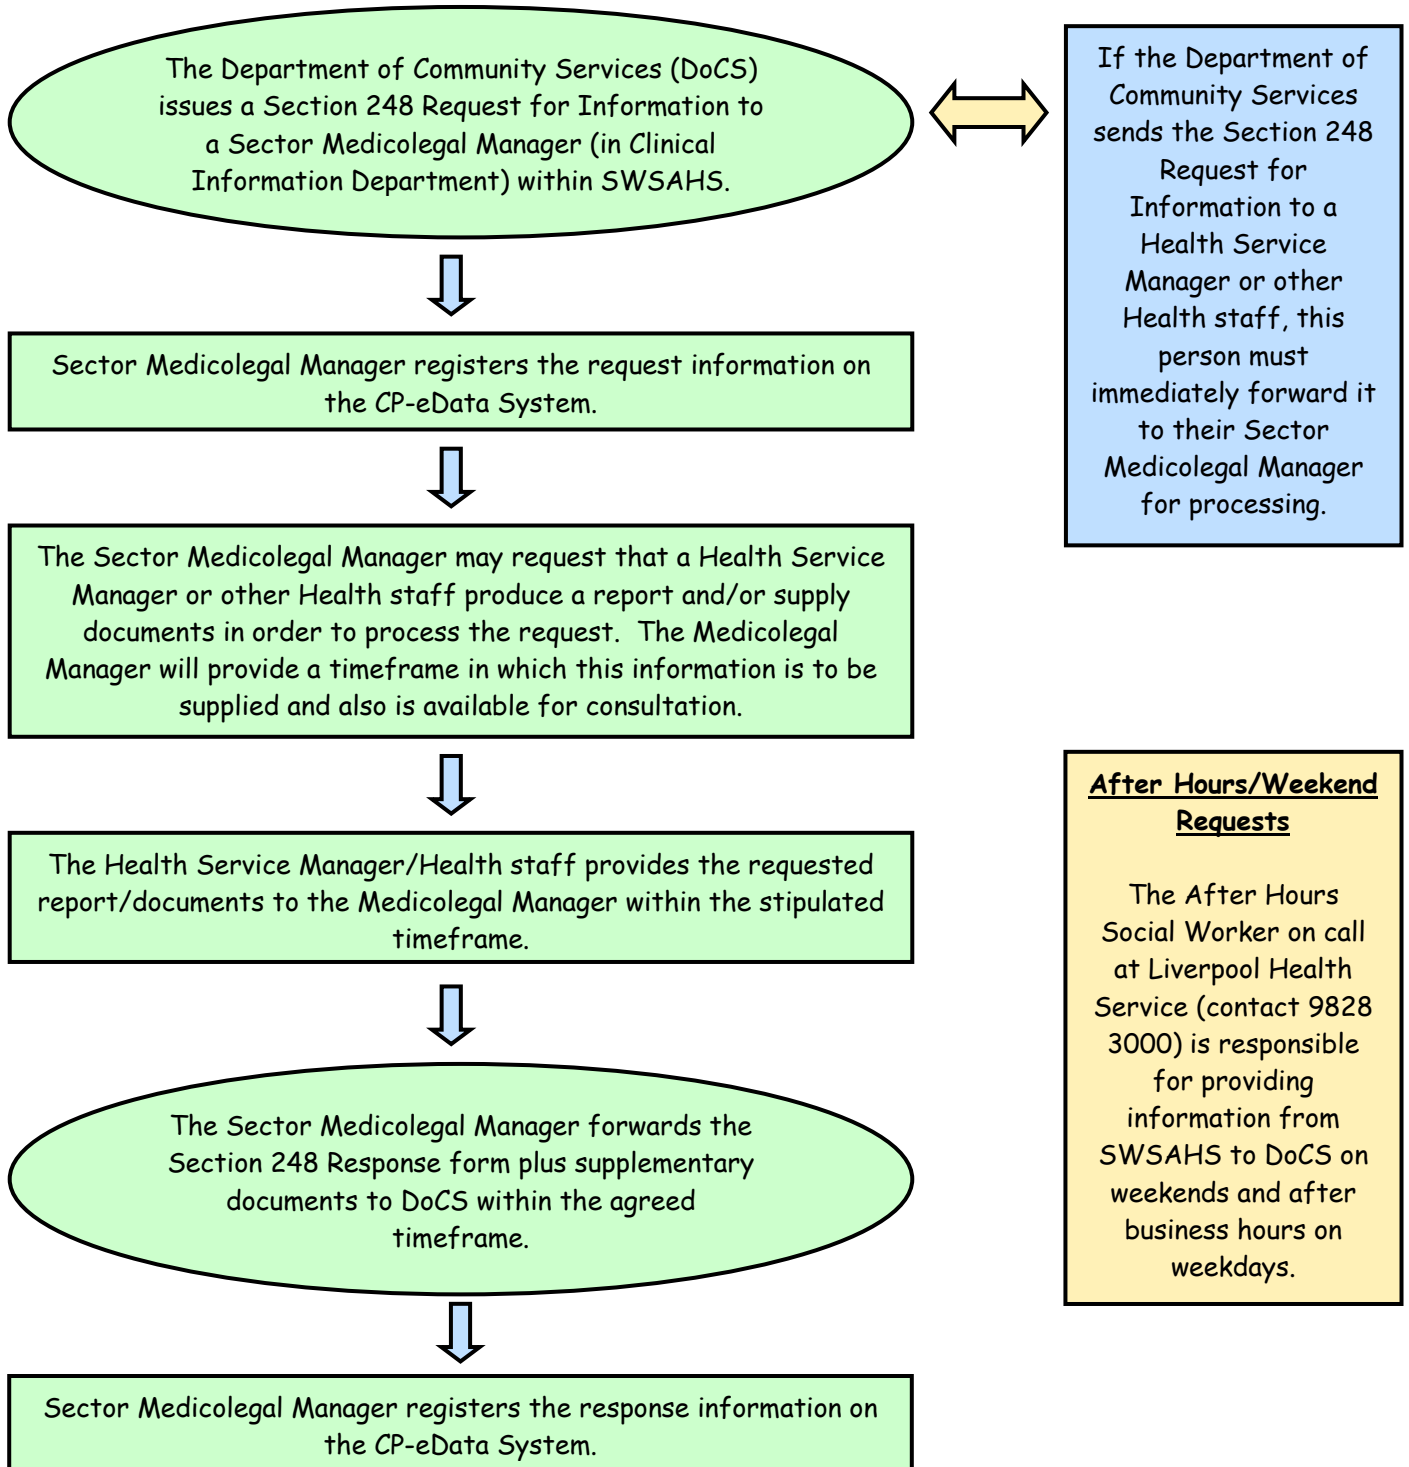 The Department of Community Services (DoCS)
issues a Section 248 Request for Information to
a Sector Medicolegal Manager (in Clinical
Information Department) within SWSAHS.
If the Department of
Community Services
sends the Section 248
Request for
Information to a
Health Service
Manager or other
Health staff, this
person must
immediately forward it
to their Sector
Medicolegal Manager
for processing.
Sector Medicolegal Manager registers the request information on
the CP-eData System.
The Sector Medicolegal Manager may request that a Health Service
Manager or other Health staff produce a report and/or supply
documents in order to process the request.  The Medicolegal
Manager will provide a timeframe in which this information is to be
supplied and also is available for consultation.
The Health Service Manager/Health staff provides the requested
report/documents to the Medicolegal Manager within the stipulated
timeframe.
After Hours/Weekend
Requests
The After Hours
Social Worker on call
at Liverpool Health
Service (contact 9828
3000) is responsible
for providing
information from
SWSAHS to DoCS on
weekends and after
business hours on
weekdays.
The Sector Medicolegal Manager forwards the
Section 248 Response form plus supplementary
documents to DoCS within the agreed
timeframe.
Sector Medicolegal Manager registers the response information on
the CP-eData System.